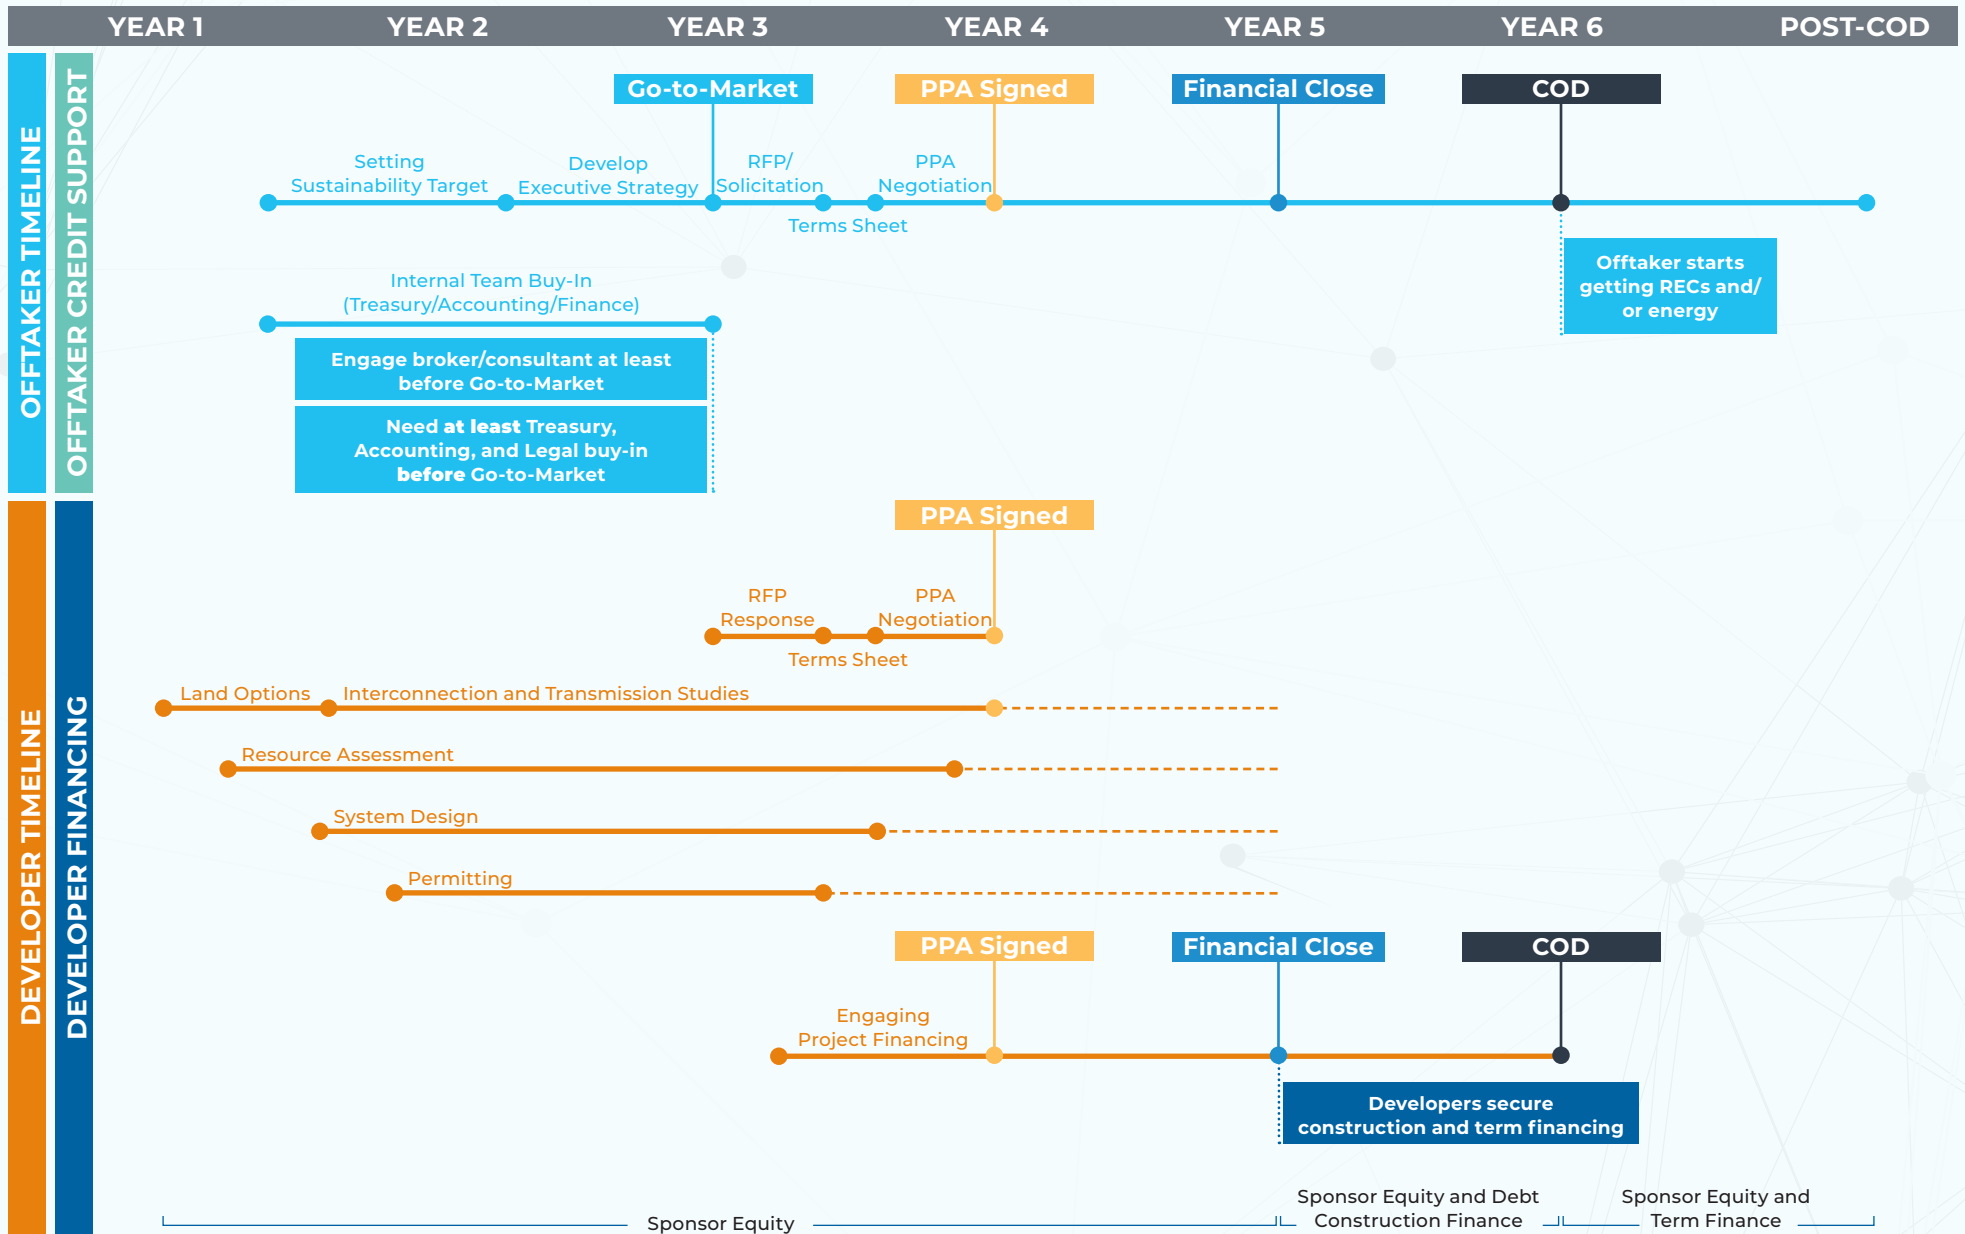 YEAR 1
YEAR 2
YEAR 3
YEAR 4
YEAR 5
YEAR 6
POST-COD
OFFTAKER TIMELINE
OFFTAKER CREDIT SUPPORT
Go-to-Market
PPA Signed
Financial Close
COD
Setting
Sustainability Target
Develop
Executive Strategy
RFP/
Solicitation
PPA
Negotiation
Terms Sheet
Internal Team Buy-In
(Treasury/Accounting/Finance)
Offtaker starts
getting RECs and/
or energy
Engage broker/consultant at least
before Go-to-Market
Need at least Treasury,
Accounting, and Legal buy-in
before Go-to-Market
DEVELOPER TIMELINE
DEVELOPER FINANCING
PPA Signed
RFP
Response
PPA
Negotiation
Terms Sheet
Land Options
Interconnection and Transmission Studies
Resource Assessment
System Design
Permitting
PPA Signed
Financial Close
COD
Engaging
Project Financing
Developers secure
construction and term financing
Sponsor Equity
Sponsor Equity and Debt
Construction Finance
Sponsor Equity and
Term Finance